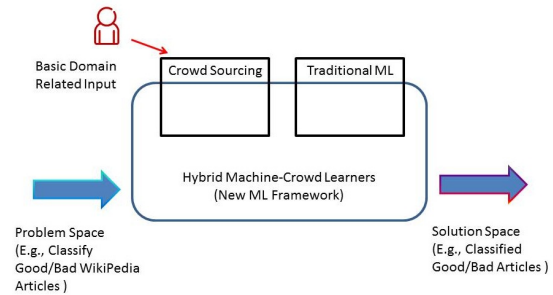 Basic Domain
Related Input
Crowd Sourcing
Traditional ML
Hybrid Machine-Crowd Learners
(New ML Framework)
Problem Space
(E.g., Classify
Good/Bad WikiPedia
Articles )
Solution Space
(E.g., Classified
Good/Bad Articles )